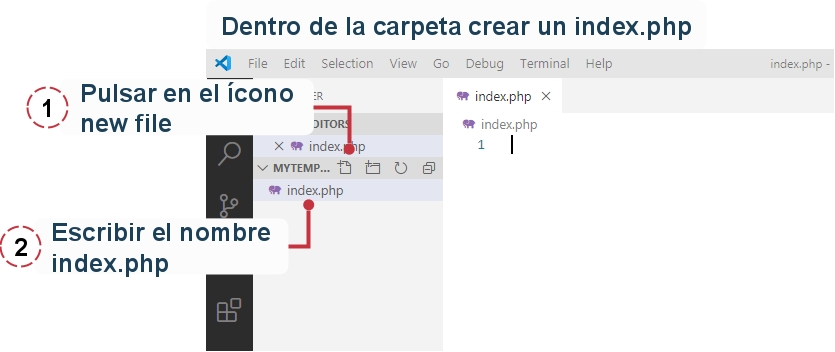 Dentro de la carpeta crear un index.php
File Edit Selection View Go Debug Terminal Help index.php -
1 Pulsar en el ícono
new file
ER
index.php ×
DITORS
index.php
× index.php
1
MYTEMP...
index.php
2 Escribir el nombre
index.php